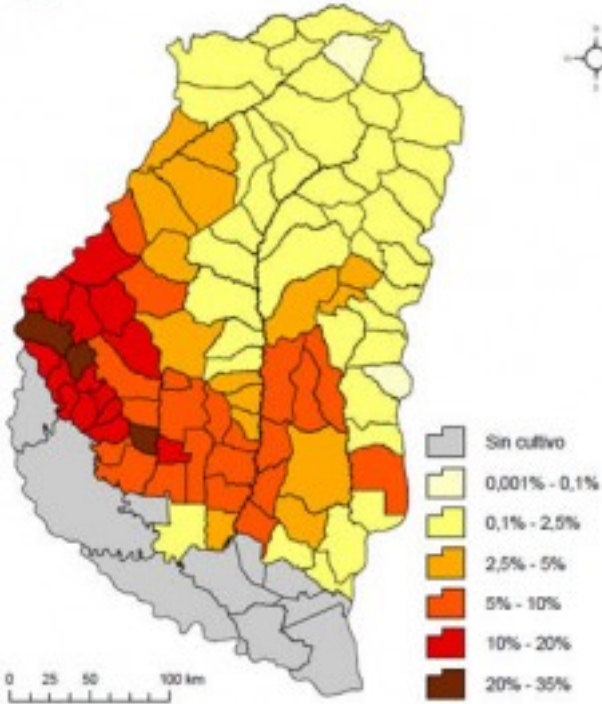 Sin cultivo
0,001% - 0,1%
0,1% - 2,5%
2,5% - 5%
5% - 10%
10% - 20%
20% - 35%
0 25 50 100 km